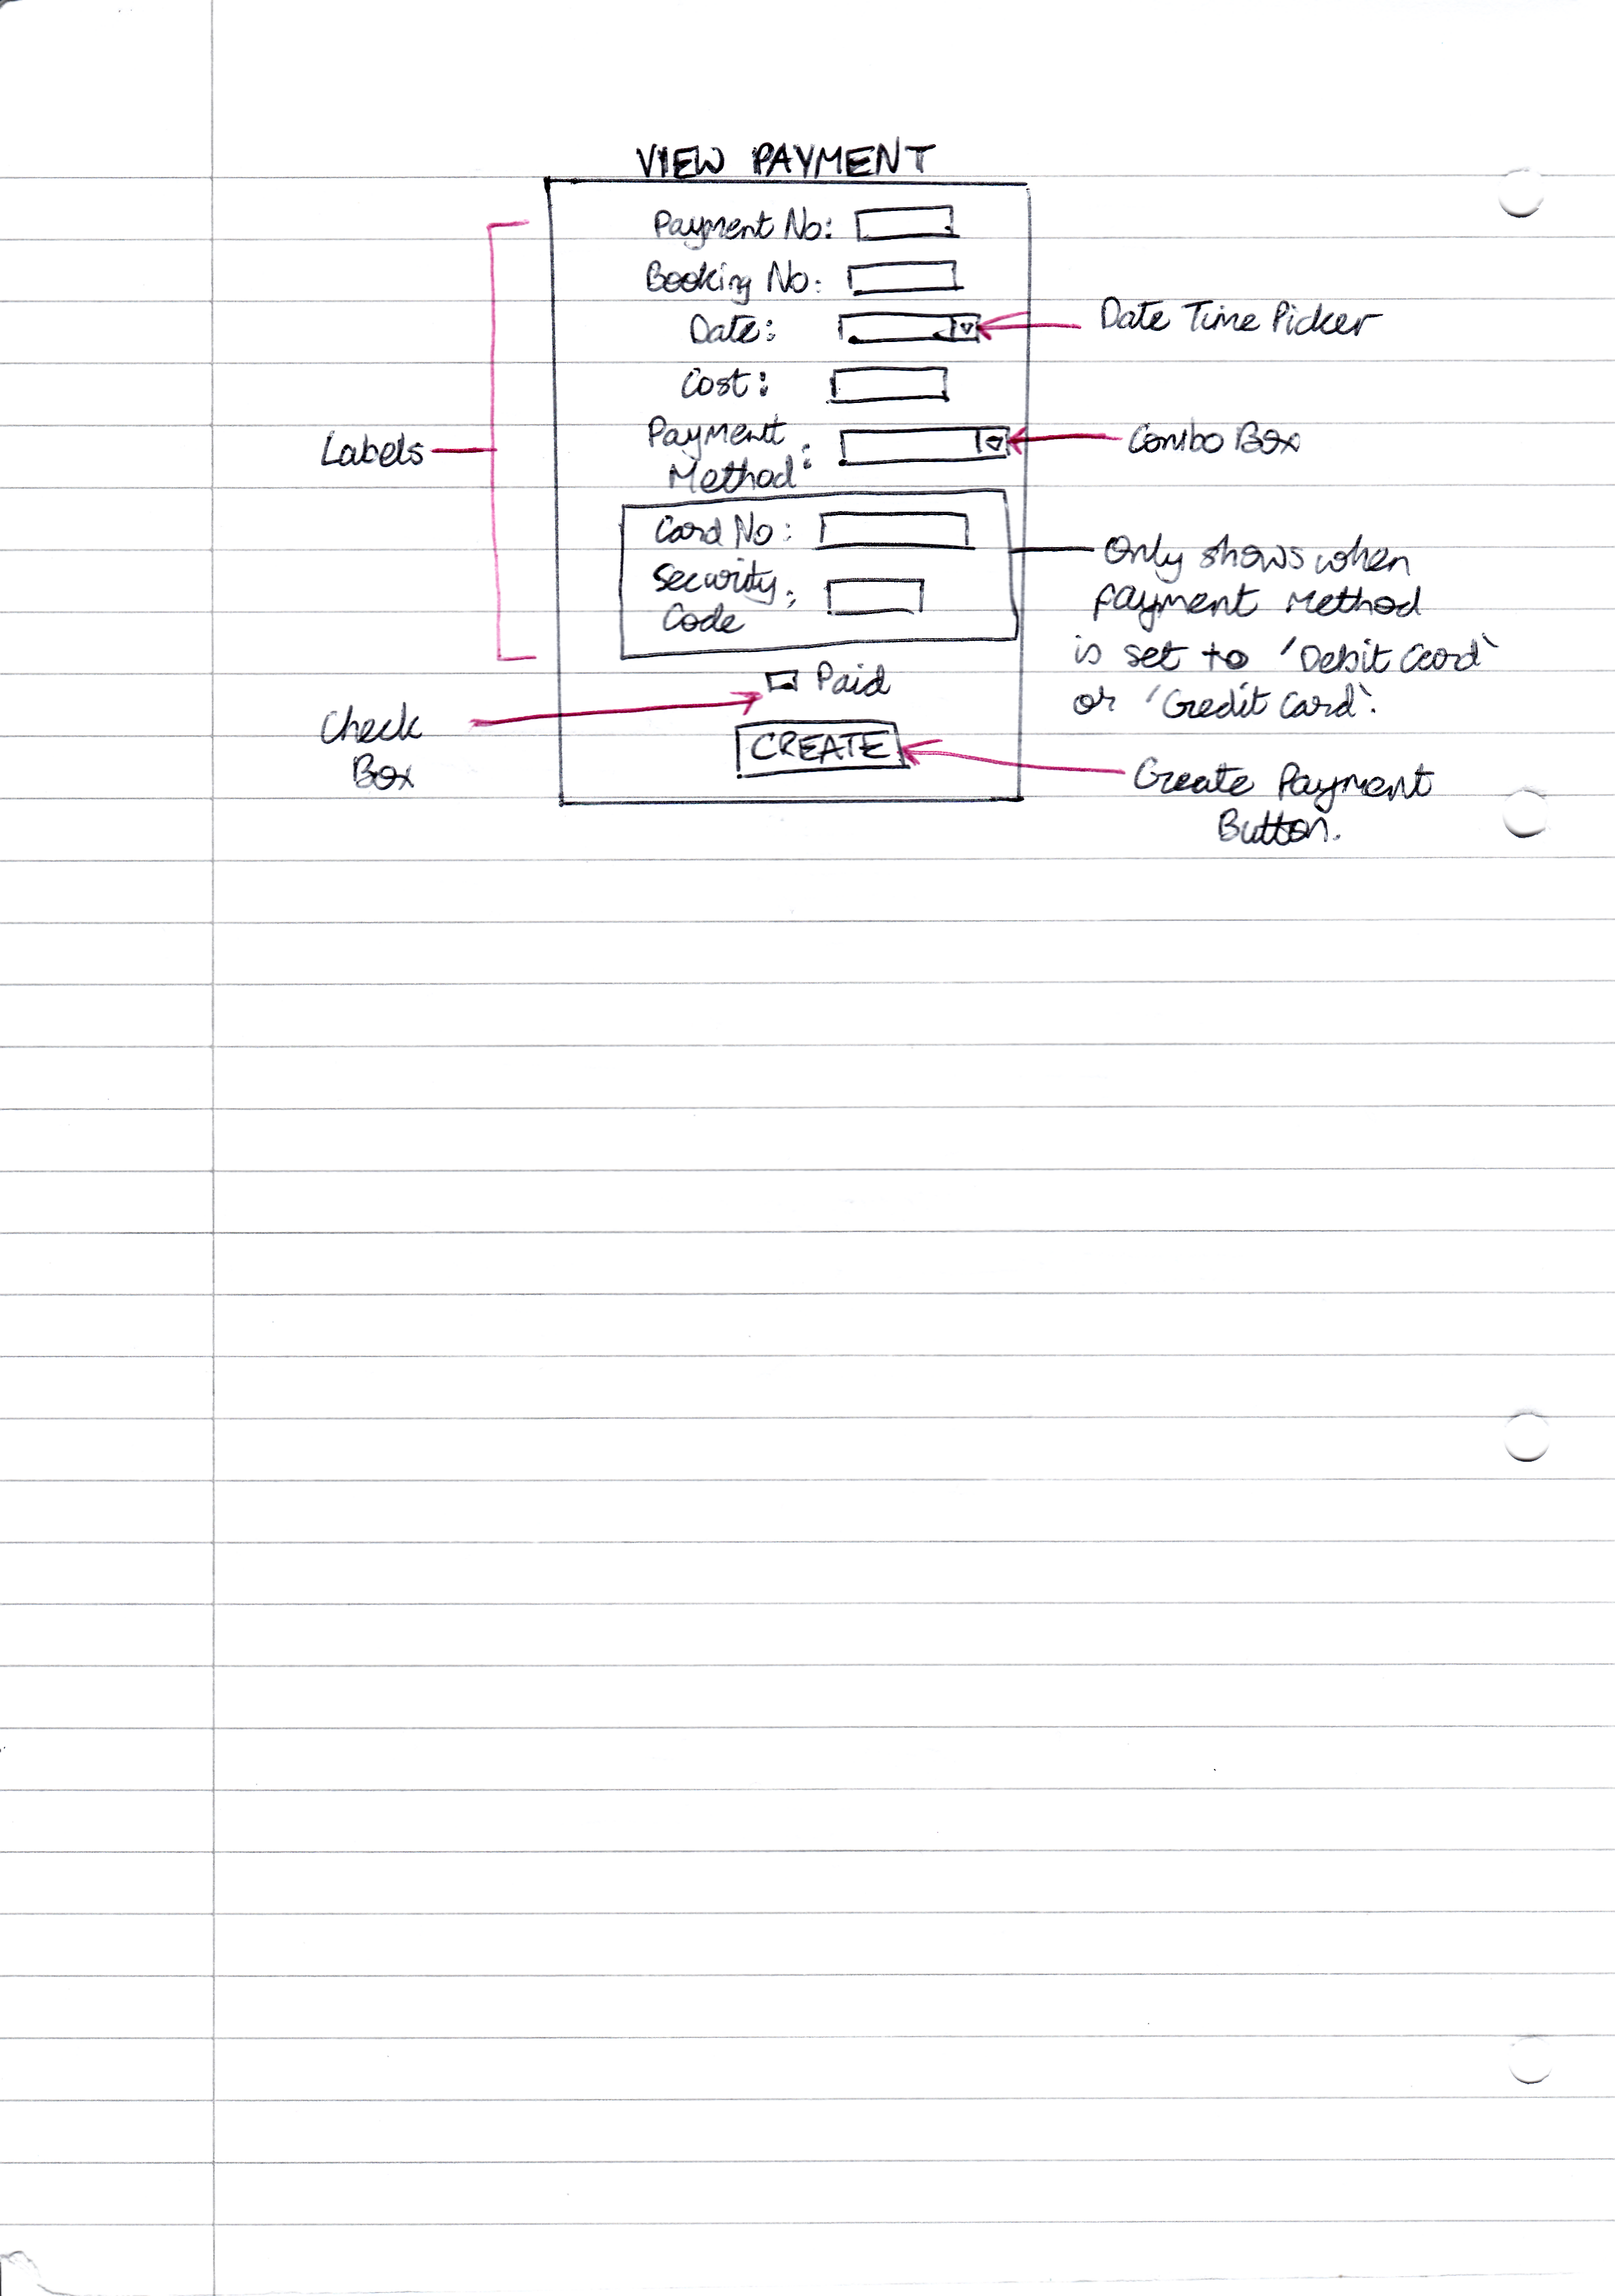 VIEW PAYMENT
Payment No:
Booking No:
Date:
Date Time Picker
Cost:
Payment Method:
Combo Box
Labels
Card No:
Security Code:
Only shows when
Payment Method
is set to 'Debit Card'
or 'Credit Card'.
Paid
Check
Box
CREATE
Create Payment
Button.